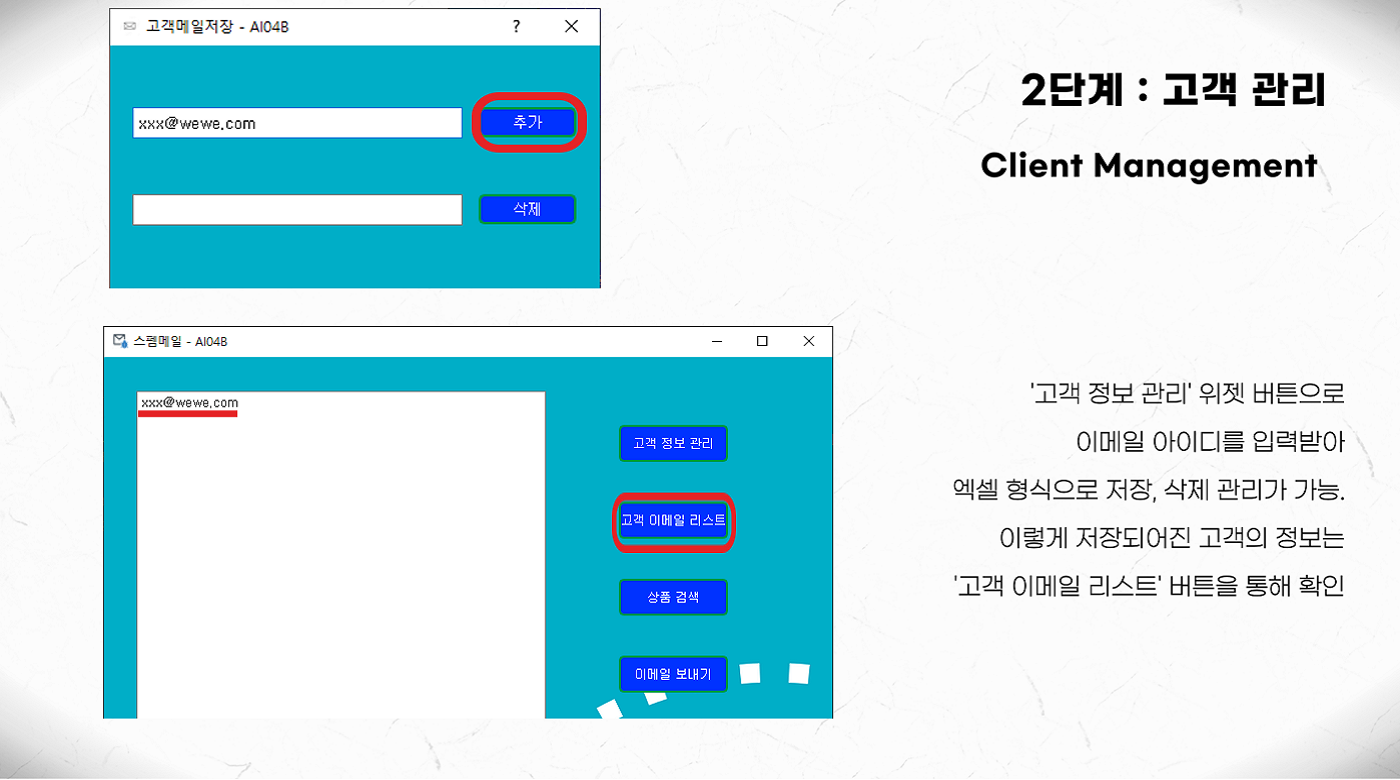 고객메일저장 - AI04B
?
xxx@wewe.com
추가
삭제
2단계 : 고객 관리
Client Management
스펨메일 - AI04B
xxx@wewe.com
고객 정보 관리
고객 이메일 리스트
상품 검색
이메일 보내기
'고객 정보 관리' 위젯 버튼으로
이메일 아이디를 입력받아
엑셀 형식으로 저장, 삭제 관리가 가능.
이렇게 저장되어진 고객의 정보는
'고객 이메일 리스트' 버튼을 통해 확인